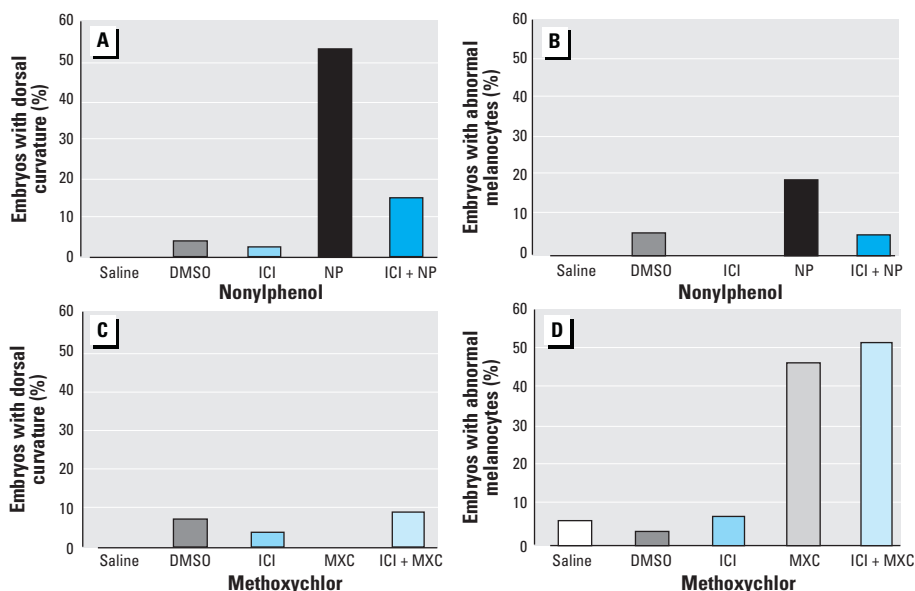 A
Embryos with dorsal
curvature (%)
60
50
40
30
20
10
0
Saline DMSO ICI NP ICI + NP
Nonylphenol
B
Embryos with abnormal
melanocytes (%)
60
50
40
30
20
10
0
Saline DMSO ICI NP ICI + NP
Nonylphenol
C
Embryos with dorsal
curvature (%)
60
50
40
30
20
10
0
Saline DMSO ICI MXC ICI + MXC
Methoxychlor
D
Embryos with abnormal
melanocytes (%)
60
50
40
30
20
10
0
Saline DMSO ICI MXC ICI + MXC
Methoxychlor